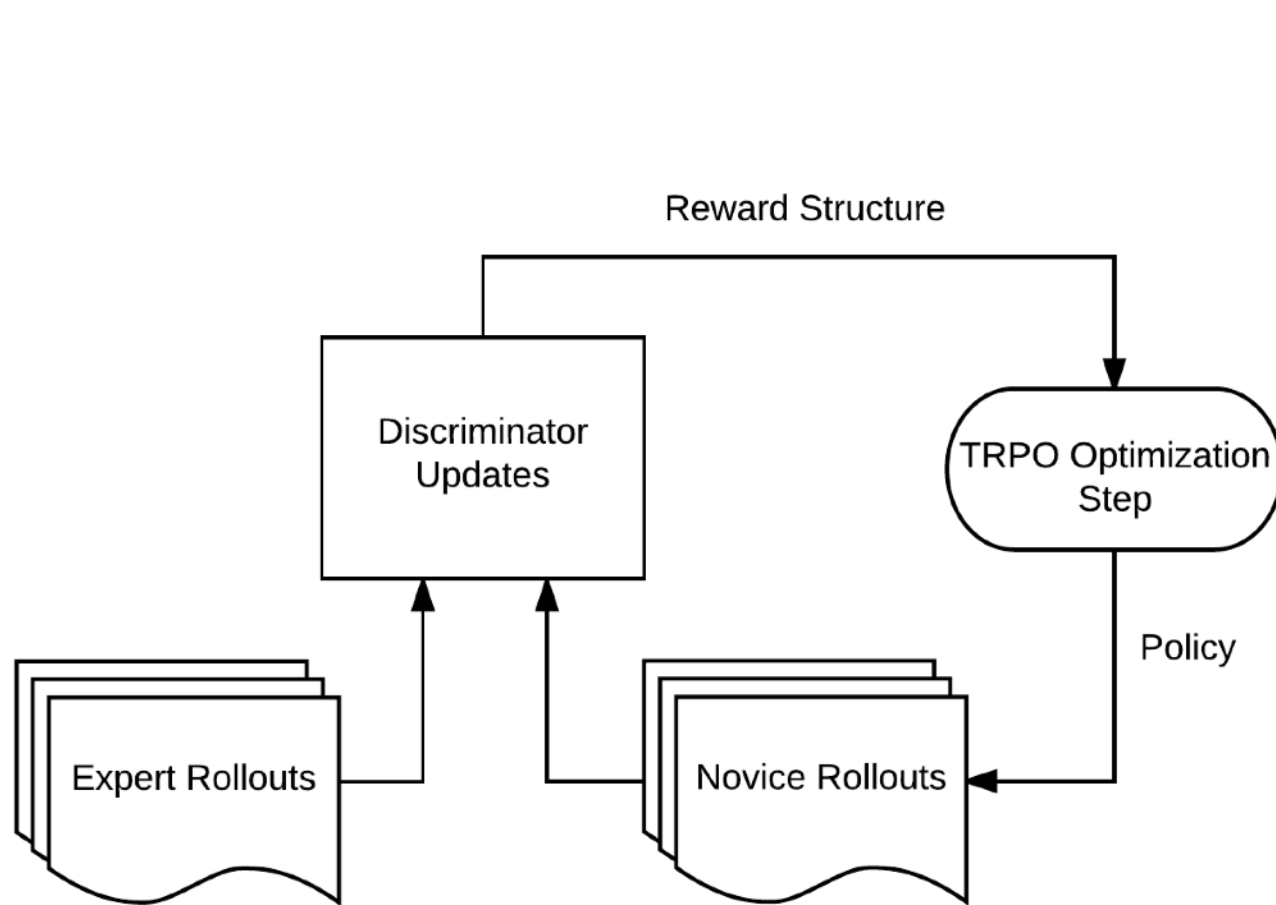 Reward Structure
Discriminator
Updates
TRPO Optimization
Step
Policy
Expert Rollouts
Novice Rollouts